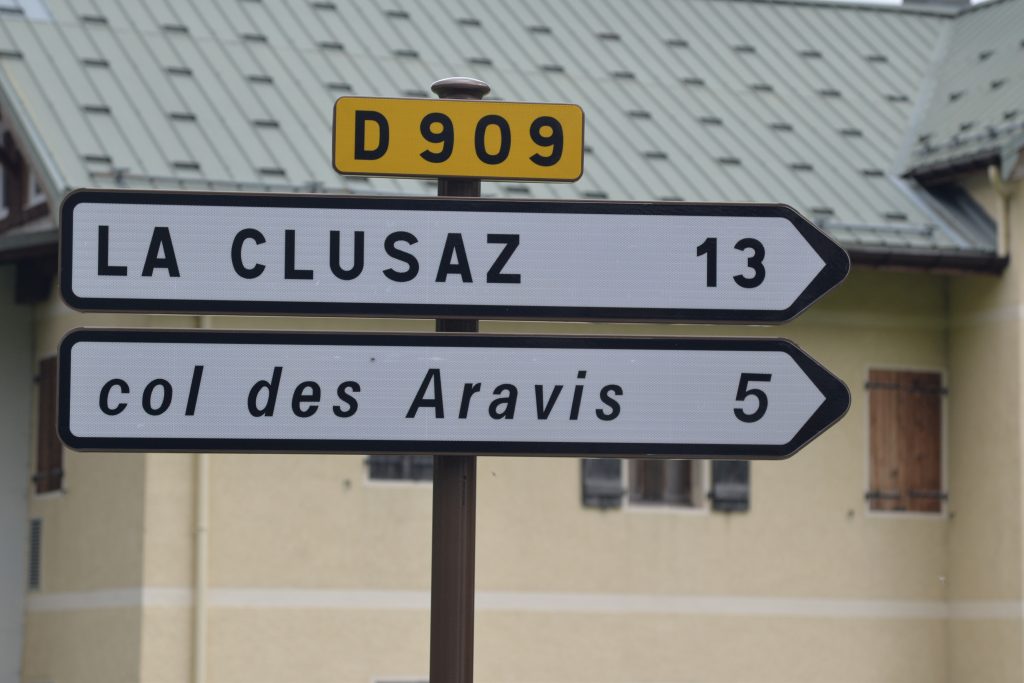 D 909
LA CLUSAZ 13
col des Aravis 5